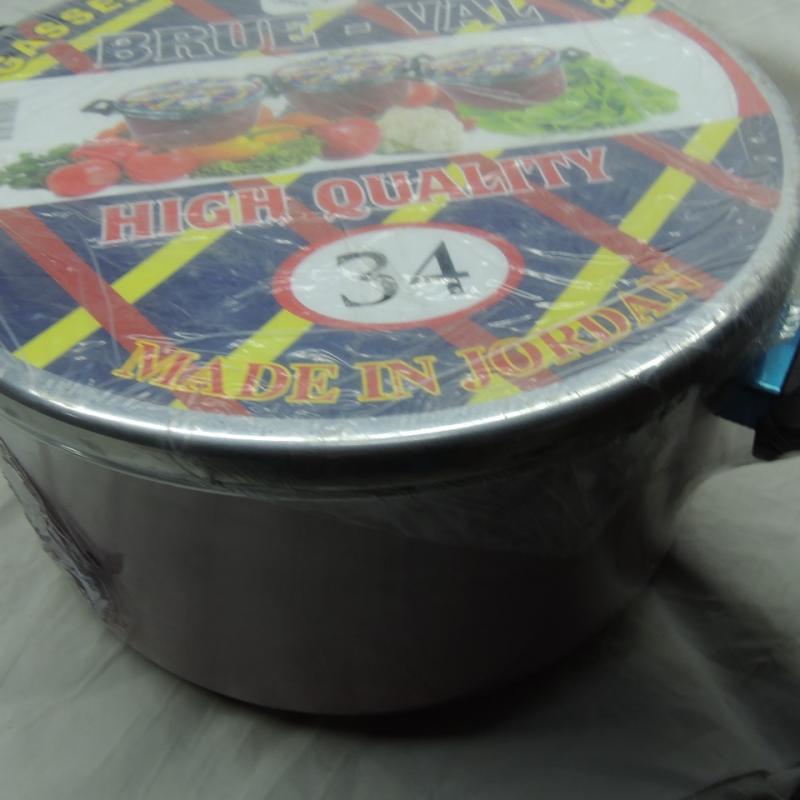 BRUE - VAL
HIGH QUALITY
34
MADE IN JORDAN